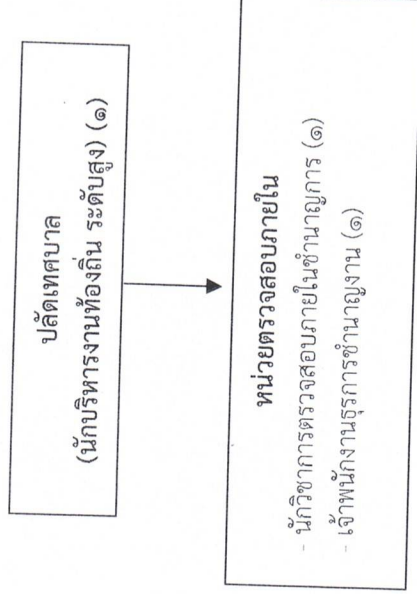 ปลัดเทศบาล
(นักบริหารงานท้องถิ่น ระดับสูง) (๑)
หน่วยตรวจสอบภายใน
- นักวิชาการตรวจสอบภายในชำนาญการ (๑)
- เจ้าพนักงานธุรการชำนาญงาน (๑)